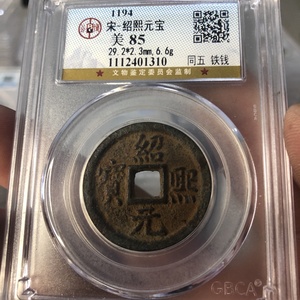 1194
宋-绍熙元宝
美 85
29.2*2.3mm,6.6g
1112401310
同五 铁钱
★ 文物鉴定委员会监制 ★
紹
熙
元
寶
GBCA